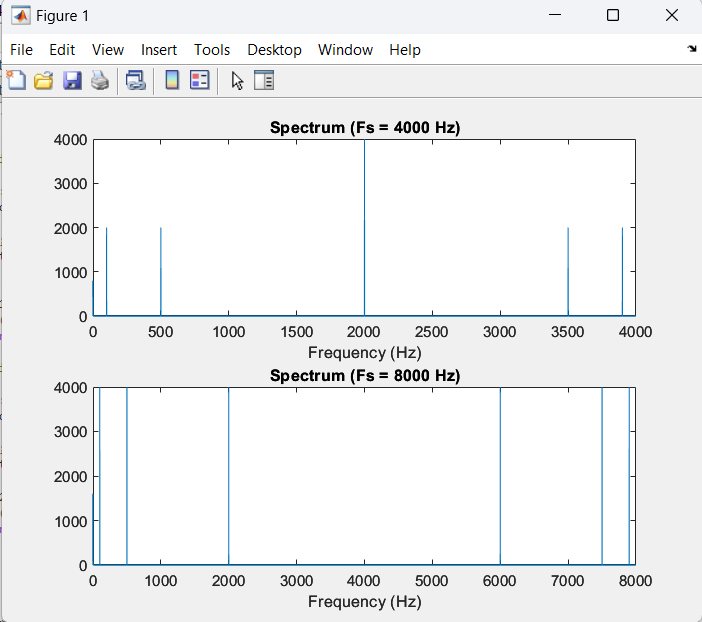 Figure 1
File Edit View Insert Tools Desktop Window Help
Spectrum (Fs = 4000 Hz)
4000
3000
2000
1000
0
0 500 1000 1500 2000 2500 3000 3500 4000
Frequency (Hz)
Spectrum (Fs = 8000 Hz)
4000
3000
2000
1000
0
0 1000 2000 3000 4000 5000 6000 7000 8000
Frequency (Hz)